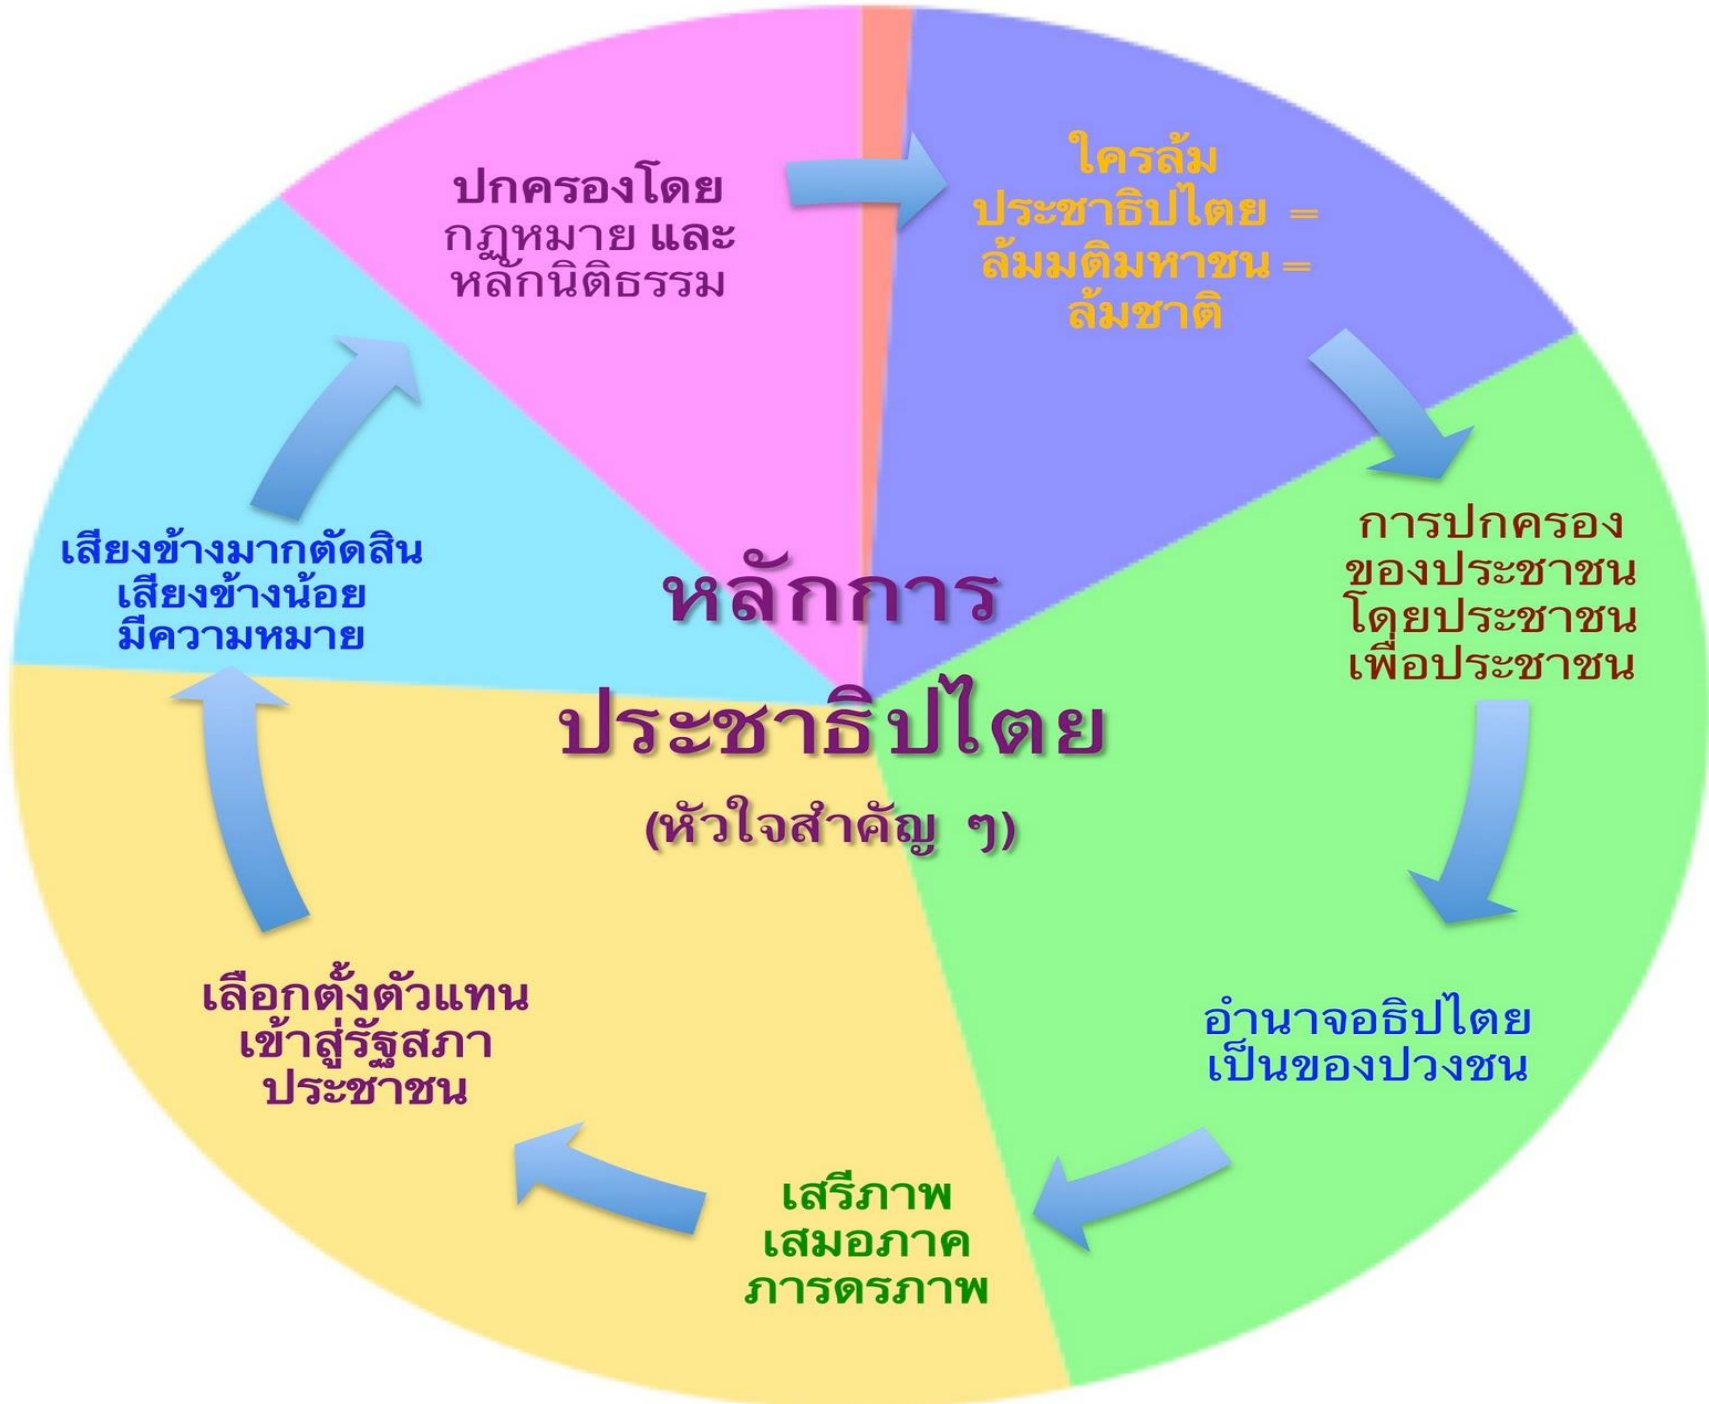 หลักการ
ประชาธิปไตย
(หัวใจสำคัญ ๆ)
ใครล้ม
ประชาธิปไตย =
ล้มมติมหาชน =
ล้มชาติ
การปกครอง
ของประชาชน
โดยประชาชน
เพื่อประชาชน
อำนาจอธิปไตย
เป็นของปวงชน
เสรีภาพ
เสมอภาค
ภารดรภาพ
เลือกตั้งตัวแทน
เข้าสู่รัฐสภา
ประชาชน
เสียงข้างมากตัดสิน
เสียงข้างน้อย
มีความหมาย
ปกครองโดย
กฎหมาย และ
หลักนิติธรรม